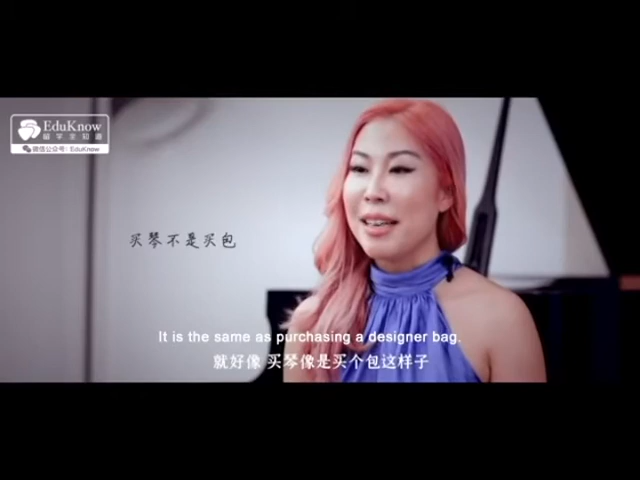 EduKnow
留学全知道
微信公众号：EduKnow
买琴不是买包
It is the same as purchasing a designer bag.
就好像 买琴像是买个包这样子